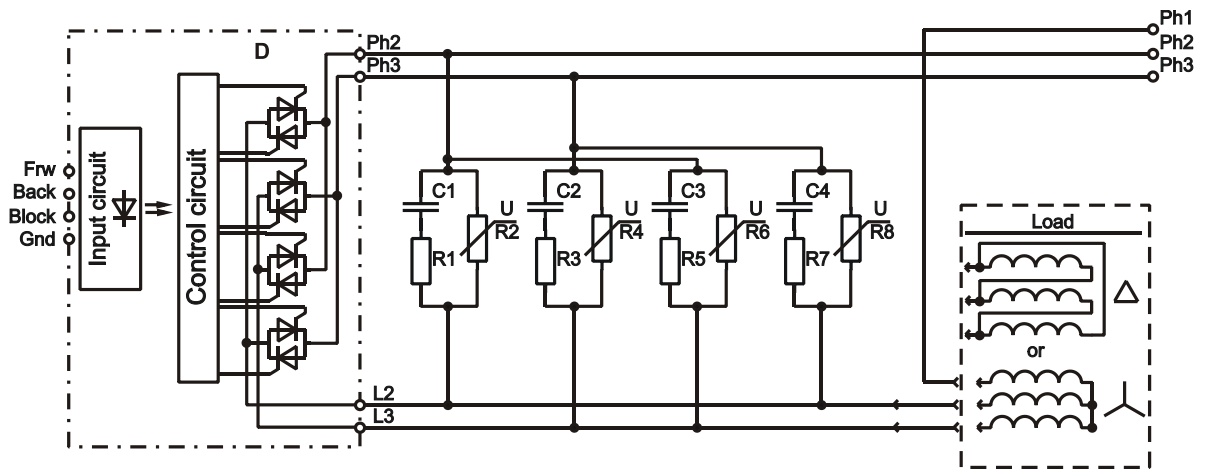 D
Ph2
Ph3
Ph1
Ph2
Ph3
Frw
Back
Block
Gnd
Input circuit
Control circuit
C1
R1
U
R2
C2
R3
U
R4
C3
R5
U
R6
C4
R7
U
R8
Load
or
L2
L3